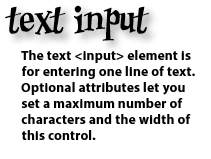 text input
The text <input> element is
for entering one line of text.
Optional attributes let you
set a maximum number of
characters and the width of
this control.